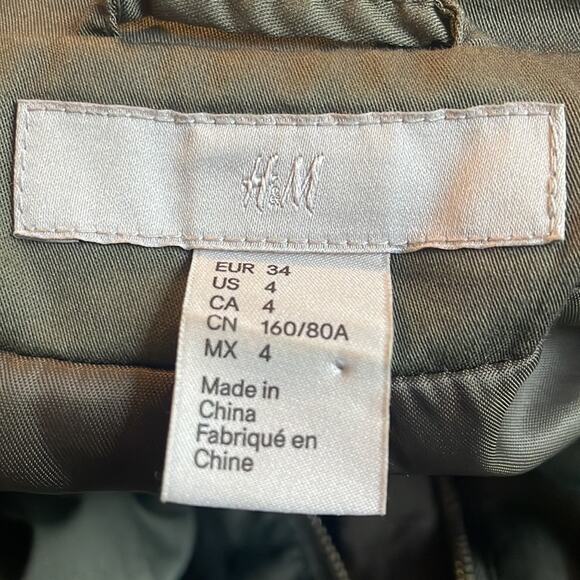 H&M
EUR 34
US 4
CA 4
CN 160/80A
MX 4
Made in
China
Fabriqué en
Chine